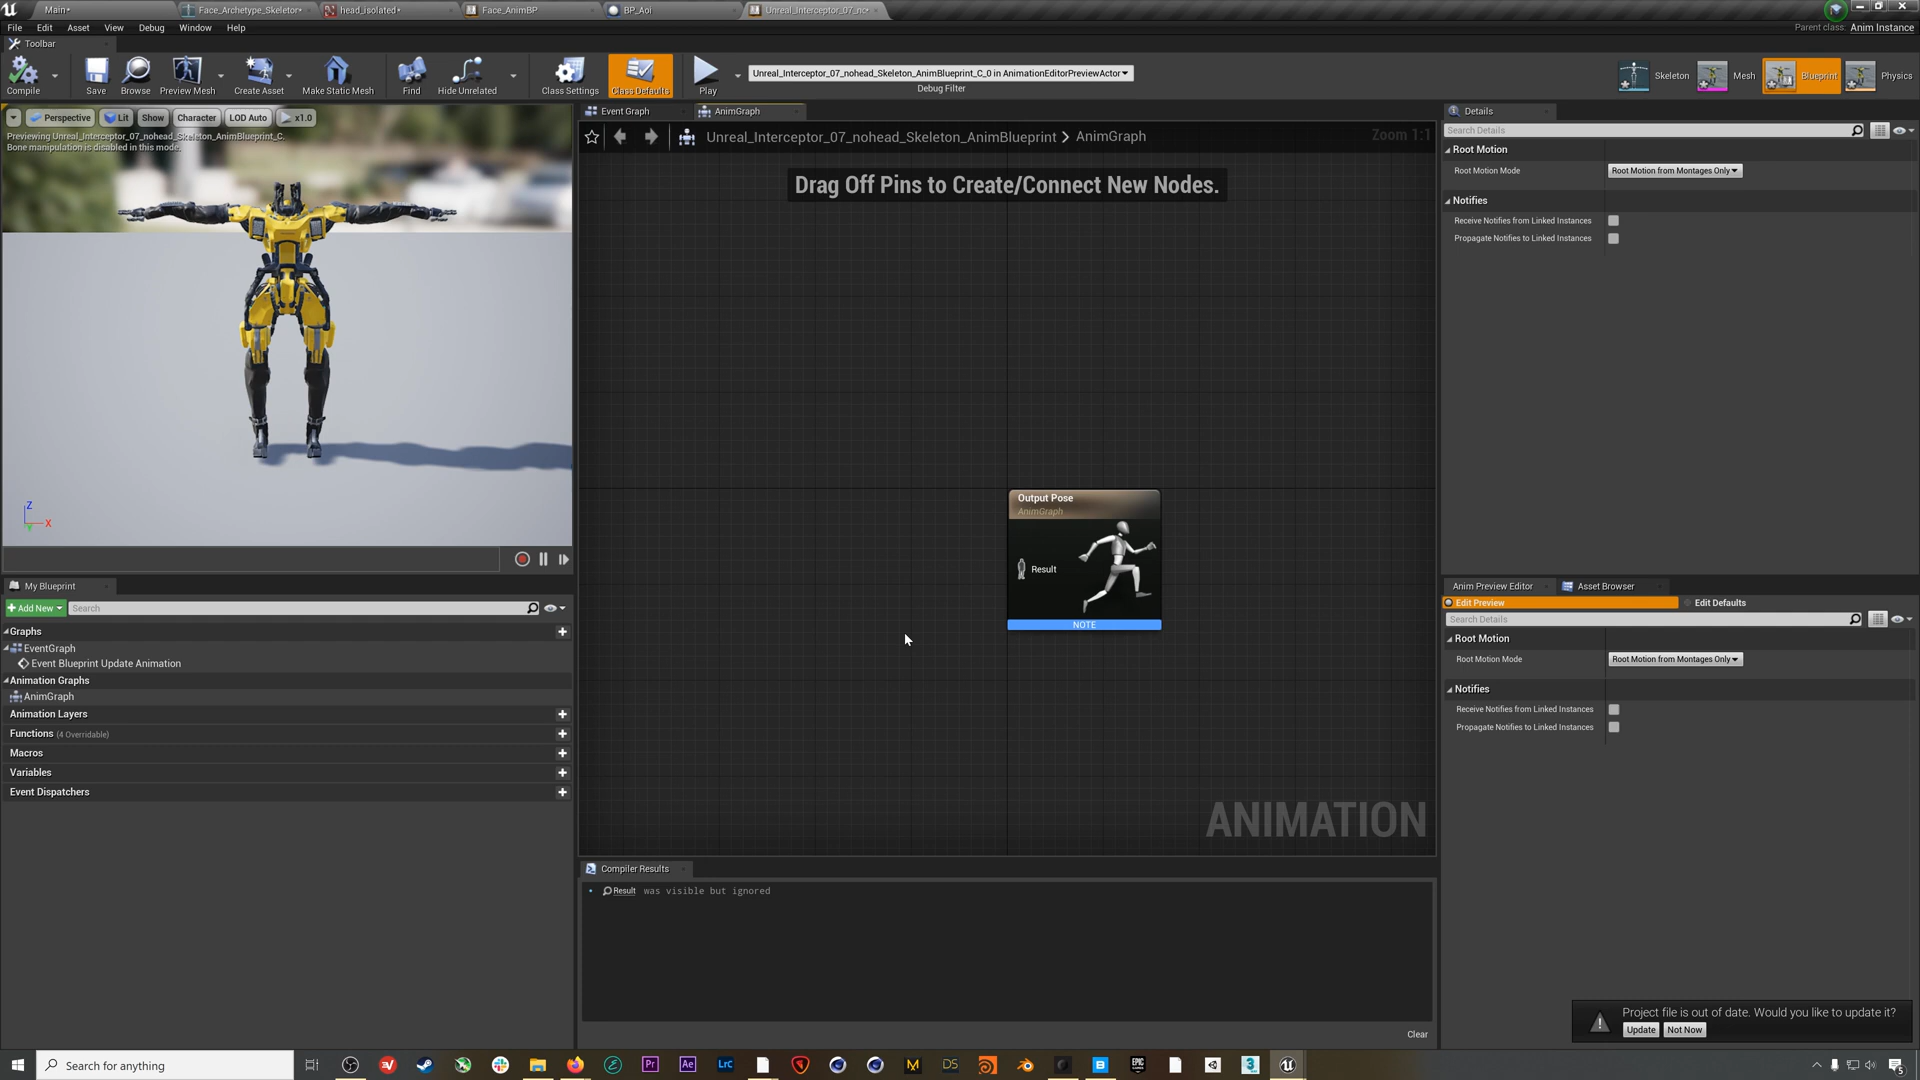 Main*
Face_Archetype_Skeleton*
head_isolated*
Face_AnimBP
BP_Aoi
Unreal_Interceptor_07_no*
File
Edit
Asset
View
Debug
Window
Help
Parent class: Anim Instance
Toolbar
Compile
Save
Browse
Preview Mesh
Create Asset
Make Static Mesh
Find
Hide Unrelated
Class Settings
Class Defaults
Play
Unreal_Interceptor_07_nohead_Skeleton_AnimBlueprint_C_0 in AnimationEditorPreviewActor
Debug Filter
Skeleton
Mesh
Blueprint
Physics
Perspective
Lit
Show
Character
LOD Auto
x1.0
Previewing Unreal_Interceptor_07_nohead_Skeleton_AnimBlueprint_C.
Bone manipulation is disabled in this mode.
Z
X
Event Graph
AnimGraph
Unreal_Interceptor_07_nohead_Skeleton_AnimBlueprint > AnimGraph
Zoom 1:1
Drag Off Pins to Create/Connect New Nodes.
Output Pose
AnimGraph
Result
NOTE
ANIMATION
Compiler Results
Result was visible but ignored
Clear
My Blueprint
Add New
Search
Graphs
EventGraph
Event Blueprint Update Animation
Animation Graphs
AnimGraph
Animation Layers
Functions (4 Overridable)
Macros
Variables
Event Dispatchers
Details
Search Details
Root Motion
Root Motion Mode
Root Motion from Montages Only
Notifies
Receive Notifies from Linked Instances
Propagate Notifies to Linked Instances
Anim Preview Editor
Asset Browser
Edit Preview
Edit Defaults
Search Details
Root Motion
Root Motion Mode
Root Motion from Montages Only
Notifies
Receive Notifies from Linked Instances
Propagate Notifies to Linked Instances
Project file is out of date. Would you like to update it?
Update
Not Now
Search for anything
Pr
Ae
Lrc
DS
EPIC
3
5